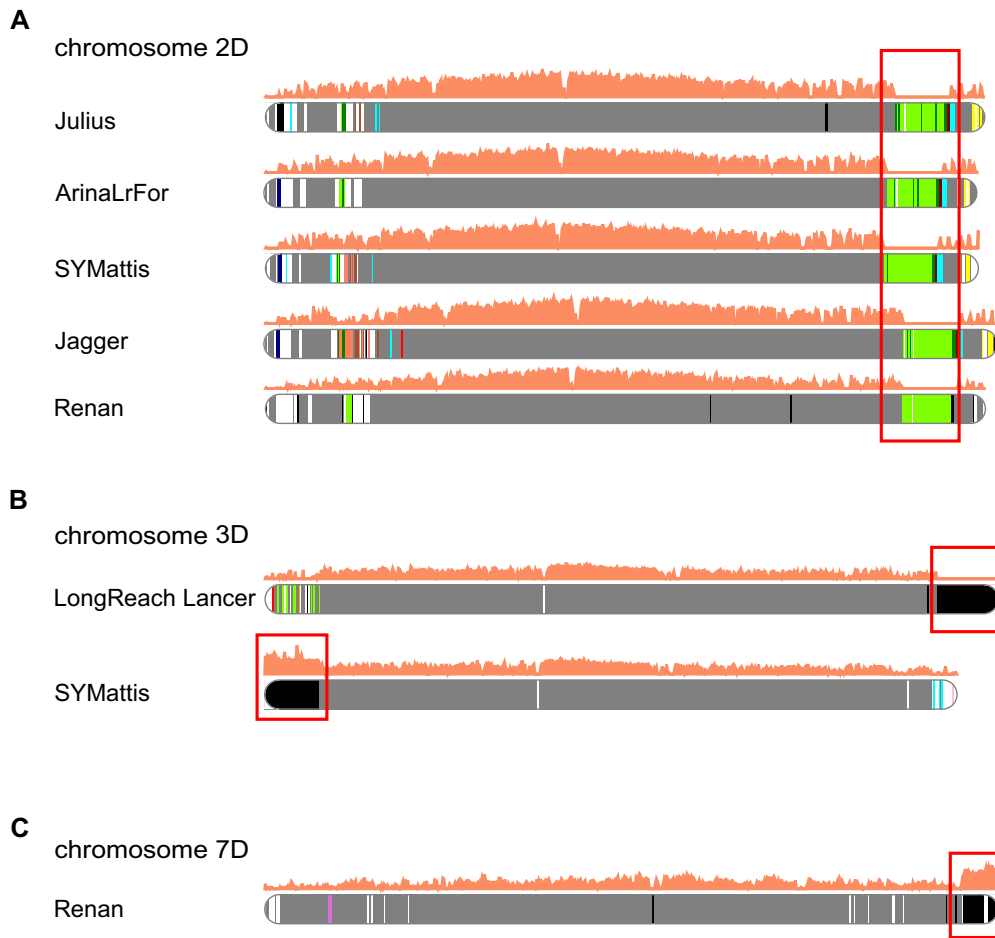 A
chromosome 2D
Julius
ArinaLrFor
SYMattis
Jagger
Renan
B
chromosome 3D
LongReach Lancer
SYMattis
C
chromosome 7D
Renan